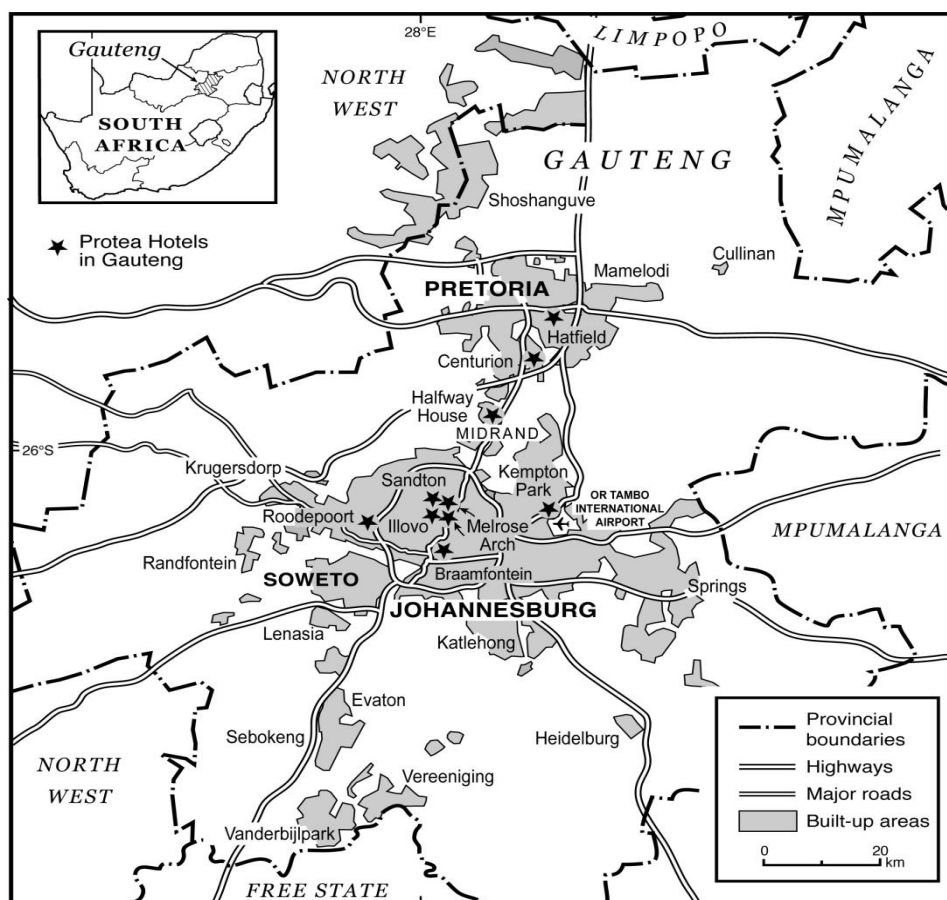 28°E
Gauteng
SOUTH
AFRICA
NORTH
WEST
LIMPOPO
MPUMALANGA
GAUTENG
Shoshanguve
Protea Hotels
in Gauteng
Cullinan
Mamelodi
PRETORIA
Hatfield
Centurion
Halfway
House
MIDRAND
26°S
Krugersdorp
Sandton
Kempton
Park
OR TAMBO
INTERNATIONAL
AIRPORT
Roodepoort
Illovo
Melrose
Arch
MPUMALANGA
Randfontein
SOWETO
Braamfontein
Springs
JOHANNESBURG
Lenasia
Katlehong
Evaton
Sebokeng
Heidelburg
NORTH
WEST
Vereeniging
Vanderbijlpark
FREE STATE
Provincial
boundaries
Highways
Major roads
Built-up areas
0 20
km